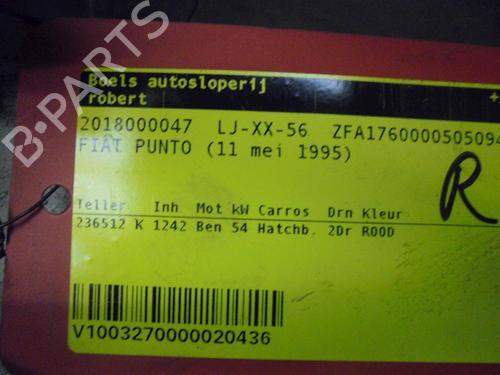 B-PARTS
Boels autosloperij
robert
2018000047 LJ-XX-56 ZFA1760000505094
FIAT PUNTO (11 mei 1995)
R
Teller Inh Mot kW Carros Drn Kleur
236512 K 1242 Ben 54 Hatchb. 2Dr ROOD
V1003270000020436